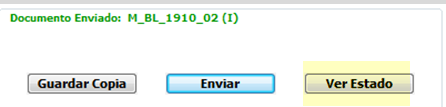 Documento Enviado: M_BL_1910_02 (I)
Guardar Copia Enviar Ver Estado